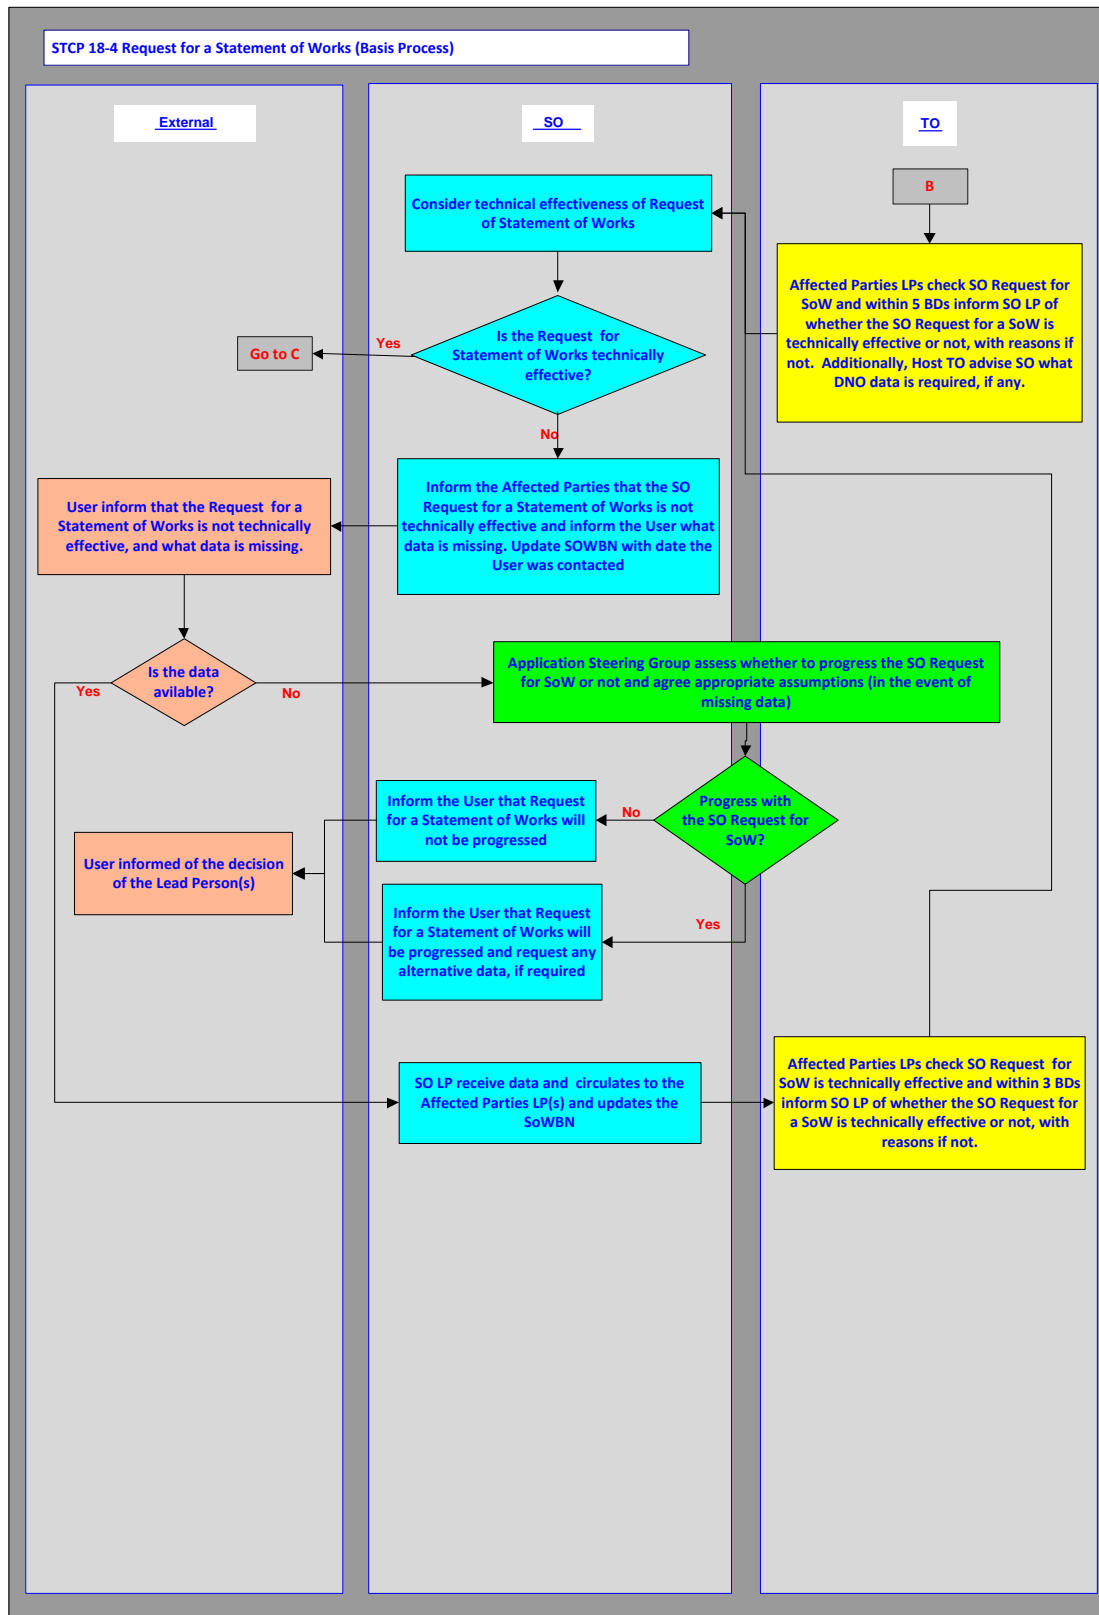 STCP 18-4 Request for a Statement of Works (Basis Process)
External
SO
TO
B
Consider technical effectiveness of Request
of Statement of Works
Affected Parties LPs check SO Request for
SoW and within 5 BDs inform SO LP of
whether the SO Request for a SoW is
technically effective or not, with reasons if
not.  Additionally, Host TO advise SO what
DNO data is required, if any.
Is the Request  for
Statement of Works technically
effective?
Yes
Go to C
No
Inform the Affected Parties that the SO
Request for a Statement of Works is not
technically effective and inform the User what
data is missing. Update SOWBN with date the
User was contacted
User inform that the Request  for a
Statement of Works is not technically
effective, and what data is missing.
Is the data
avilable?
Yes
No
Application Steering Group assess whether to progress the SO Request
for SoW or not and agree appropriate assumptions (in the event of
missing data)
Progress with
the SO Request for
SoW?
No
Inform the User that Request
for a Statement of Works will
not be progressed
User informed of the decision
of the Lead Person(s)
Yes
Inform the User that Request
for a Statement of Works will
be progressed and request any
alternative data, if required
SO LP receive data and  circulates to the
Affected Parties LP(s) and updates the
SoWBN
Affected Parties LPs check SO Request  for
SoW is technically effective and within 3 BDs
inform SO LP of whether the SO Request for
a SoW is technically effective or not, with
reasons if not.